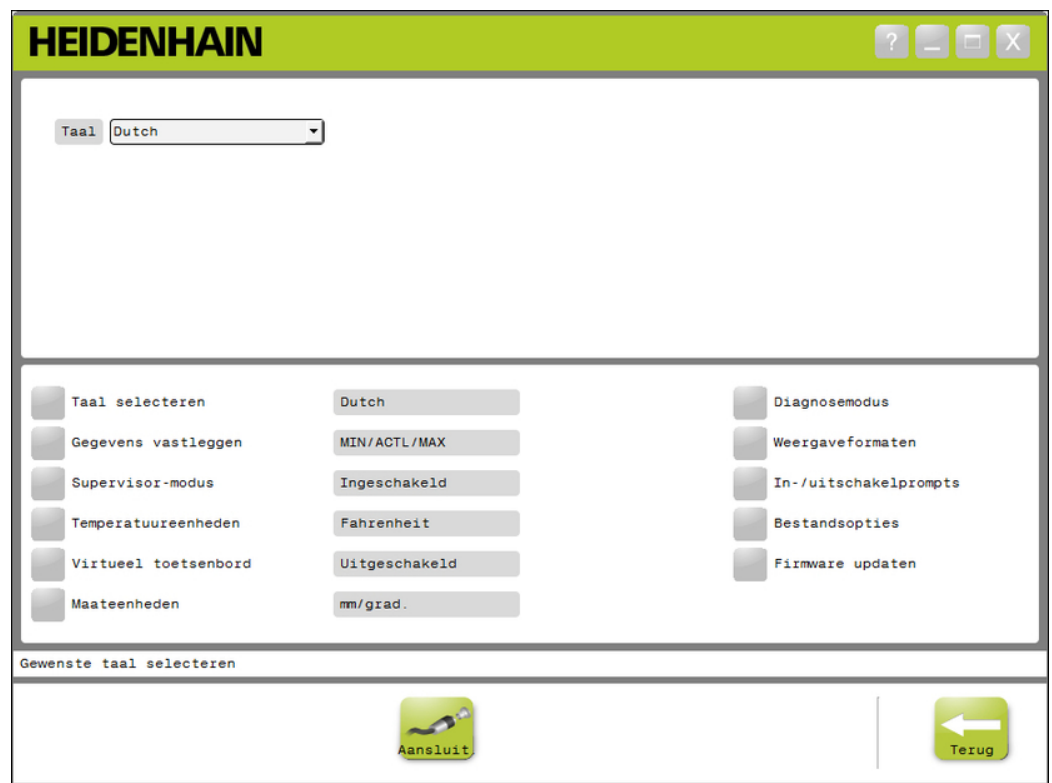 HEIDENHAIN
? _ X
Taal Dutch
Taal selecteren Dutch Diagnosemodus
Gegevens vastleggen MIN/ACTL/MAX Weergaveformaten
Supervisor-modus Ingeschakeld In-/uitschakelprompts
Temperatuureenheden Fahrenheit Bestandsopties
Virtueel toetsenbord Uitgeschakeld Firmware updaten
Maateenheden mm/grad.
Gewenste taal selecteren
Aansluit. Terug